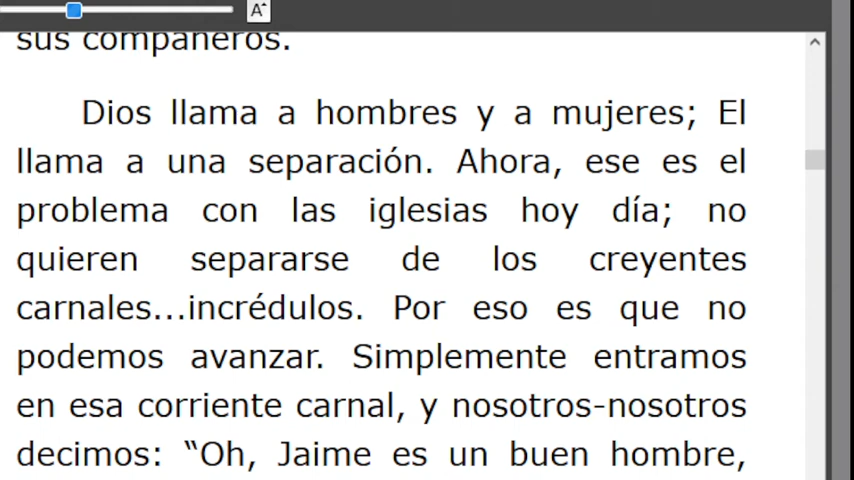 A
sus compañeros.
Dios llama a hombres y a mujeres; El
llama a una separación. Ahora, ese es el
problema con las iglesias hoy día; no
quieren separarse de los creyentes
carnales...incrédulos. Por eso es que no
podemos avanzar. Simplemente entramos
en esa corriente carnal, y nosotros-nosotros
decimos: “Oh, Jaime es un buen hombre,